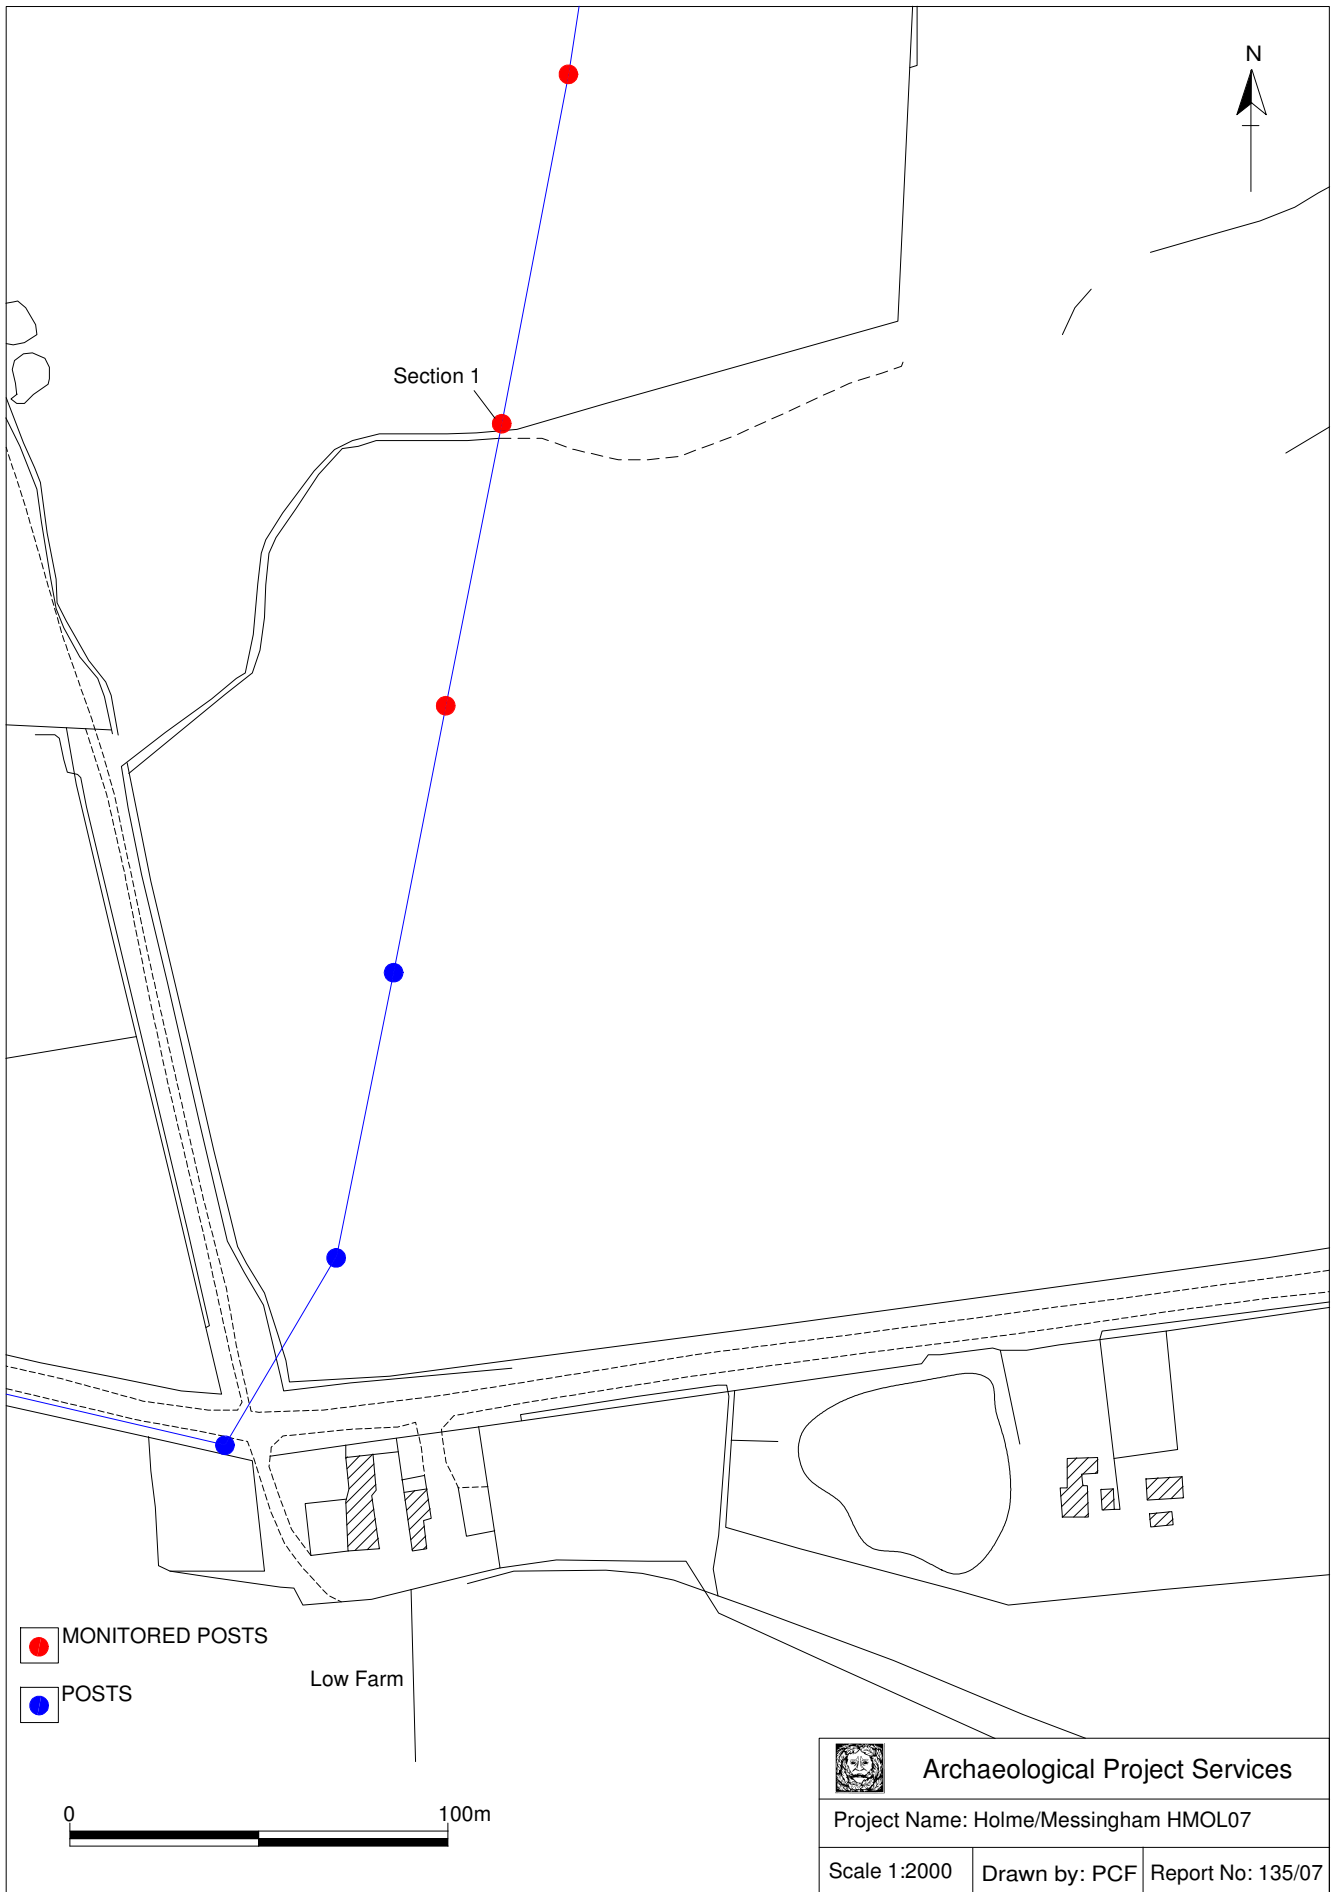 N
Section 1
MONITORED POSTS
POSTS
Low Farm
0 100m
Archaeological Project Services
Project Name: Holme/Messingham HMOL07
Scale 1:2000 Drawn by: PCF Report No: 135/07